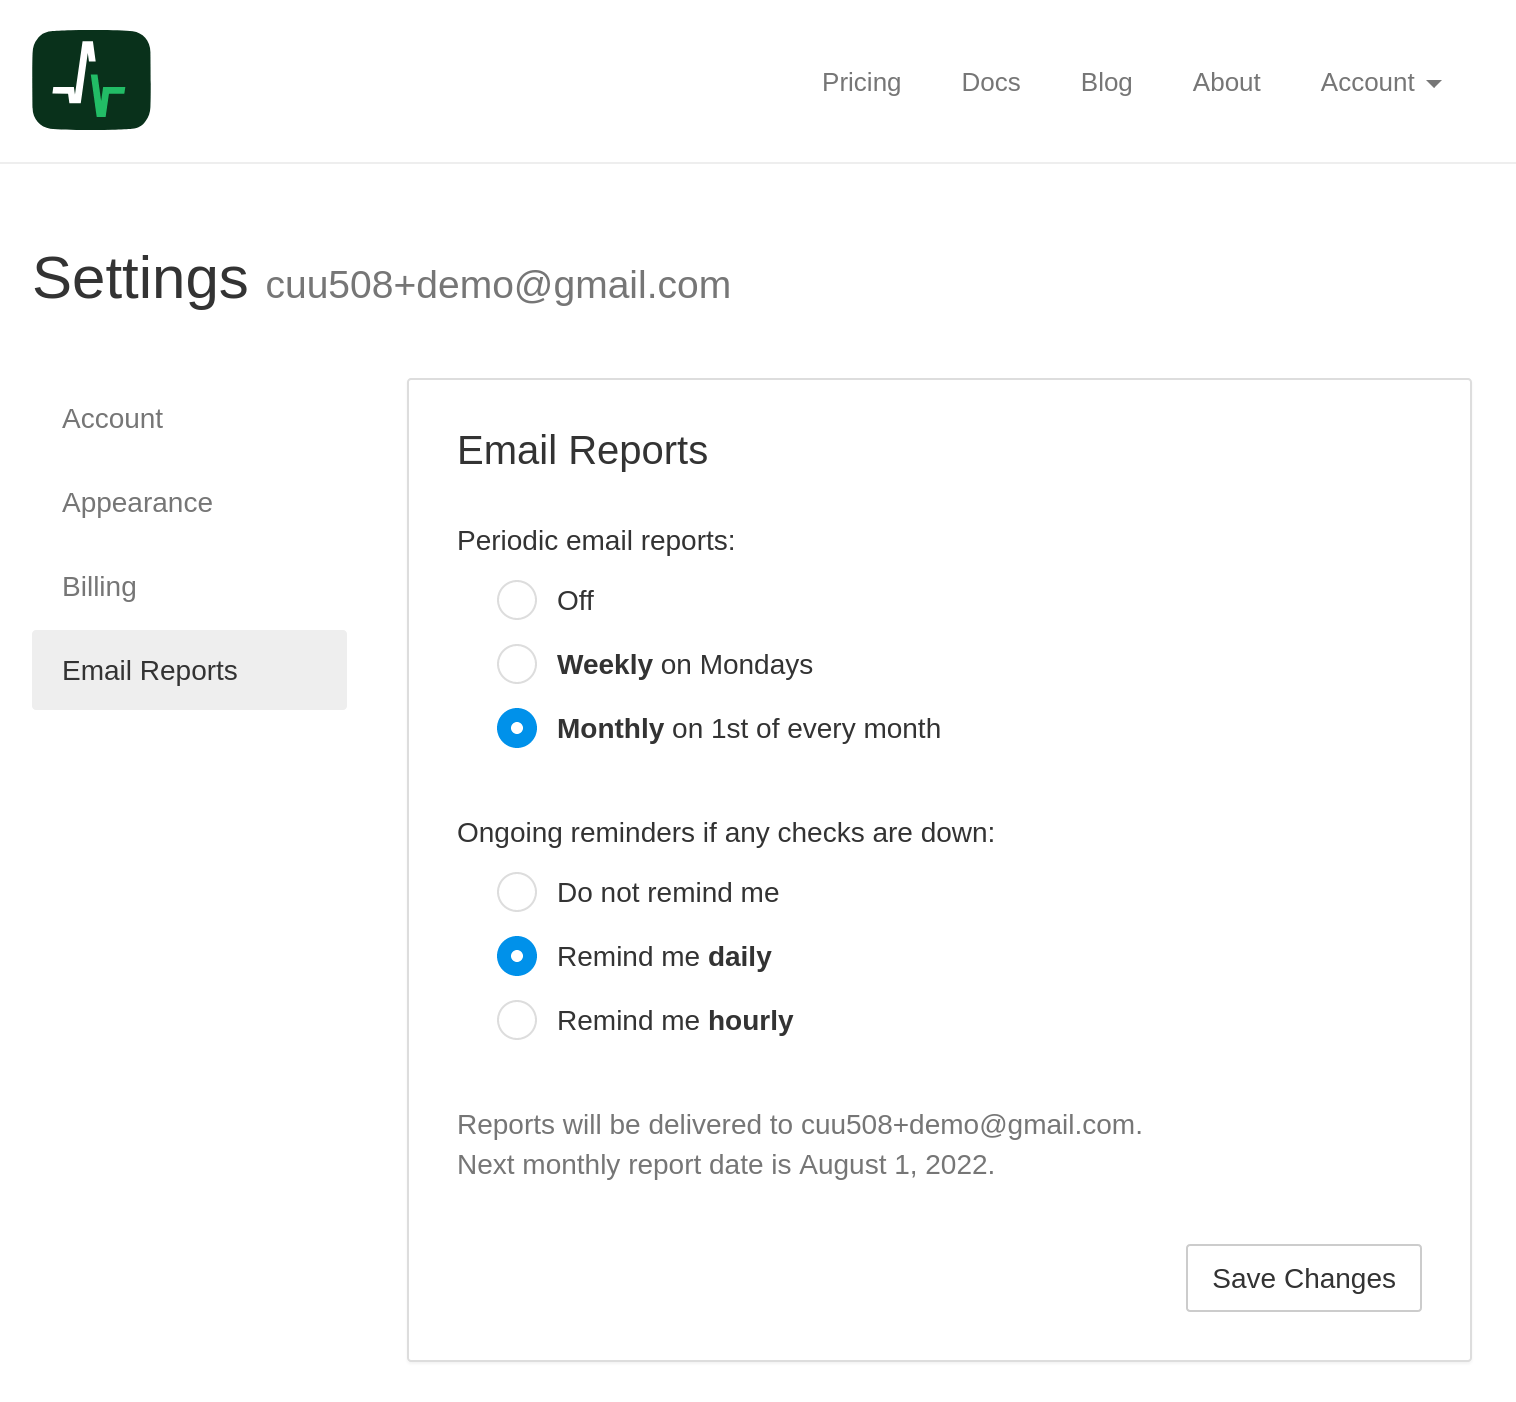 Pricing Docs Blog About Account
Settings cuu508+demo@gmail.com
Account
Appearance
Billing
Email Reports
Email Reports
Periodic email reports:
Off
Weekly on Mondays
Monthly on 1st of every month
Ongoing reminders if any checks are down:
Do not remind me
Remind me daily
Remind me hourly
Reports will be delivered to cuu508+demo@gmail.com.
Next monthly report date is August 1, 2022.
Save Changes